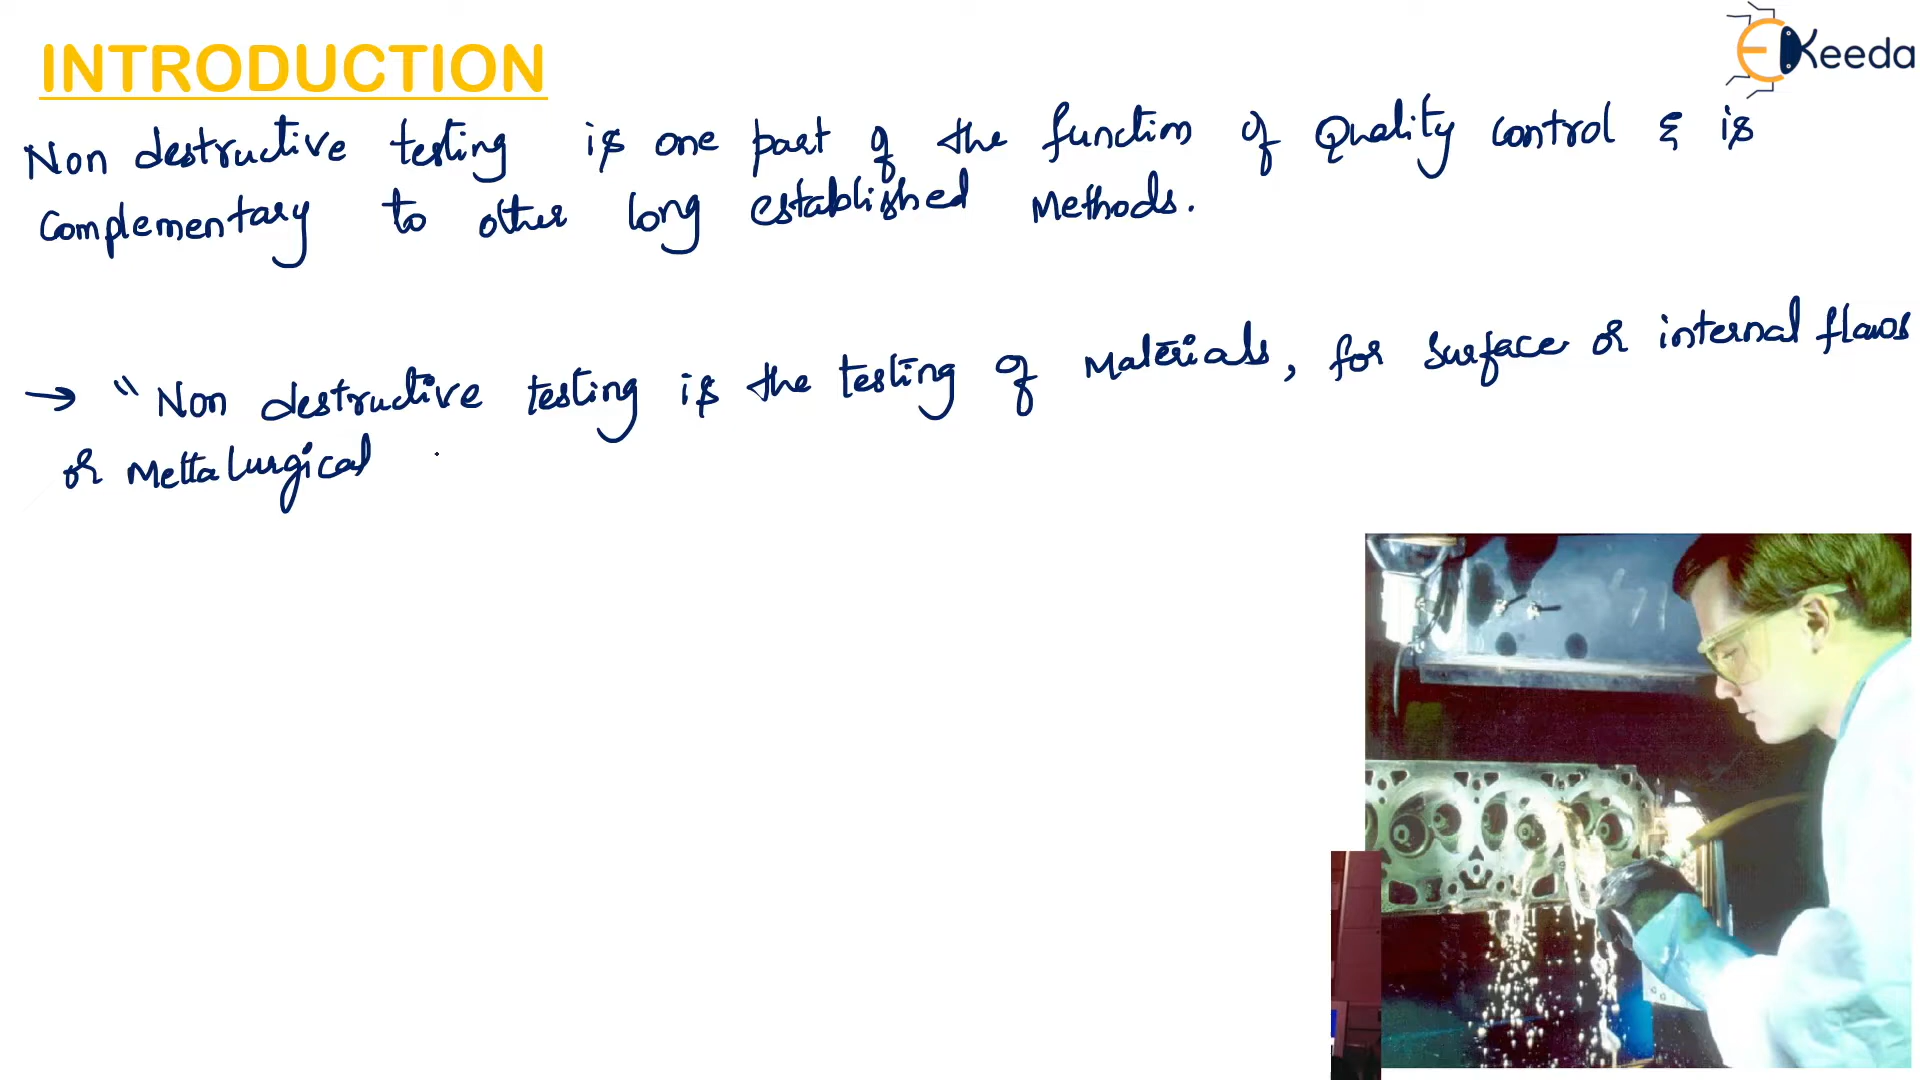 INTRODUCTION
EKeeda
Non destructive testing is one part of the function of Quality control & is
Complementary to other long established Methods.
→ "Non destructive testing is the testing of Materials, for surface or internal flaws
or Mettalurgical